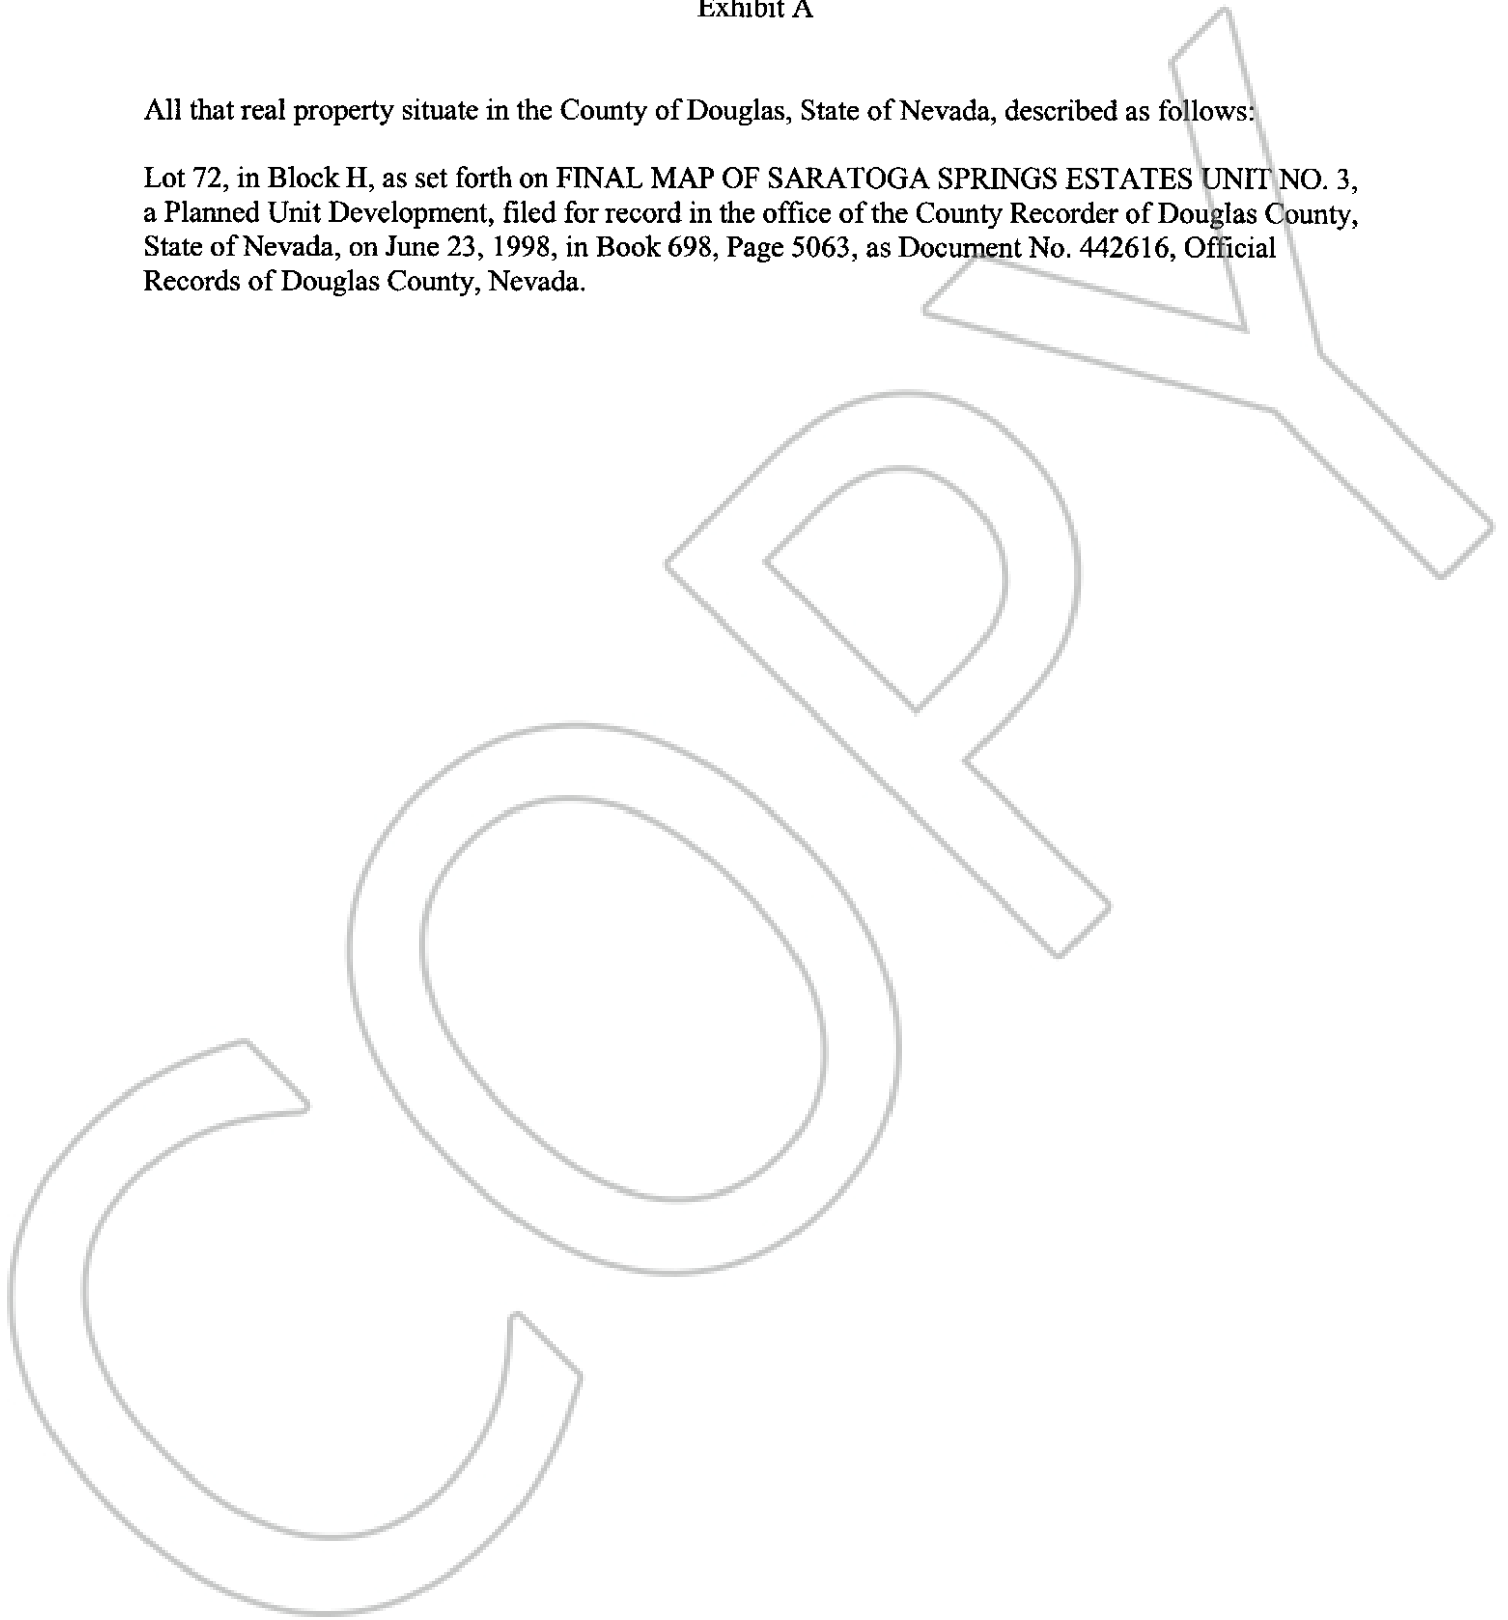 Exhibit A
All that real property situate in the County of Douglas, State of Nevada, described as follows:
Lot 72, in Block H, as set forth on FINAL MAP OF SARATOGA SPRINGS ESTATES UNIT NO. 3,
a Planned Unit Development, filed for record in the office of the County Recorder of Douglas County,
State of Nevada, on June 23, 1998, in Book 698, Page 5063, as Document No. 442616, Official
Records of Douglas County, Nevada.
COPY